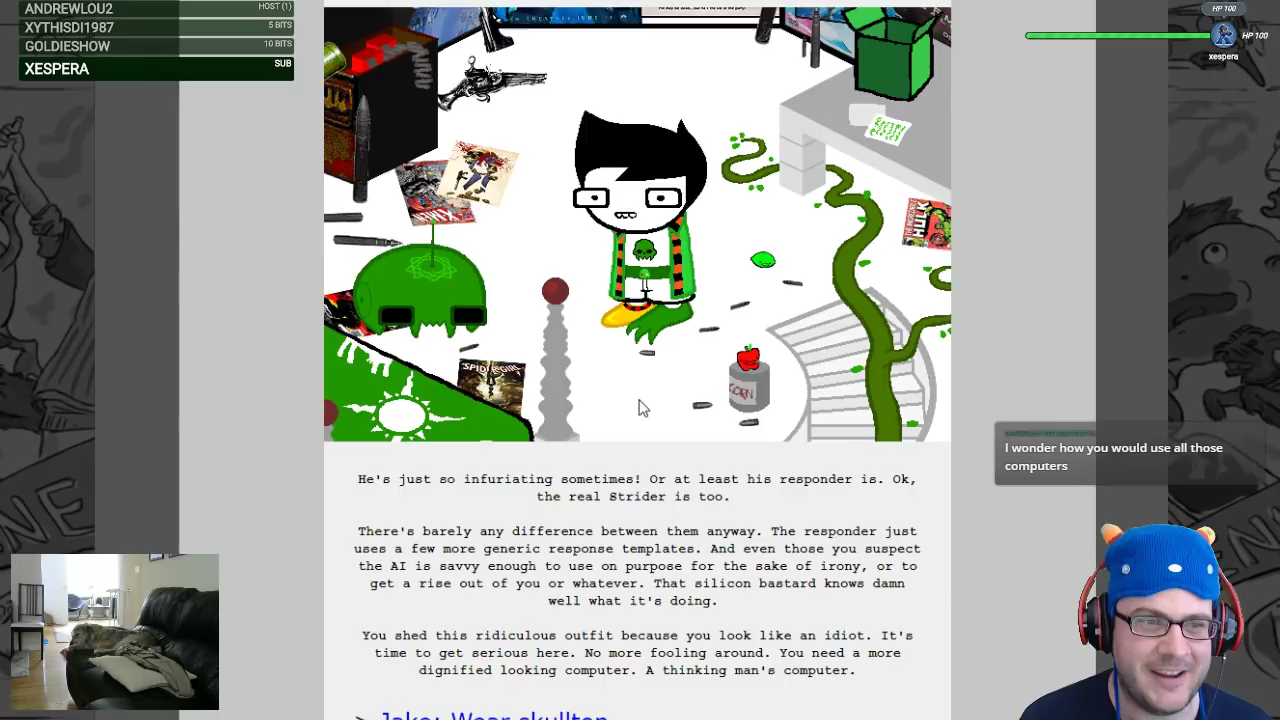 ANDREWLOU2
HOST (1)
XYTHISDI1987
5 BITS
GOLDIESHOW
10 BITS
XESPERA
SUB
HP 100
HP 100
xespera
HULK
SPIDER-GIRL
CORN
I wonder how you would use all those
computers
He's just so infuriating sometimes! Or at least his responder is. Ok,
the real Strider is too.
There's barely any difference between them anyway. The responder just
uses a few more generic response templates. And even those you suspect
the AI is savvy enough to use on purpose for the sake of irony, or to
get a rise out of you or whatever. That silicon bastard knows damn
well what it's doing.
You shed this ridiculous outfit because you look like an idiot. It's
time to get serious here. No more fooling around. You need a more
dignified looking computer. A thinking man's computer.
> Jake: Wear skulltop